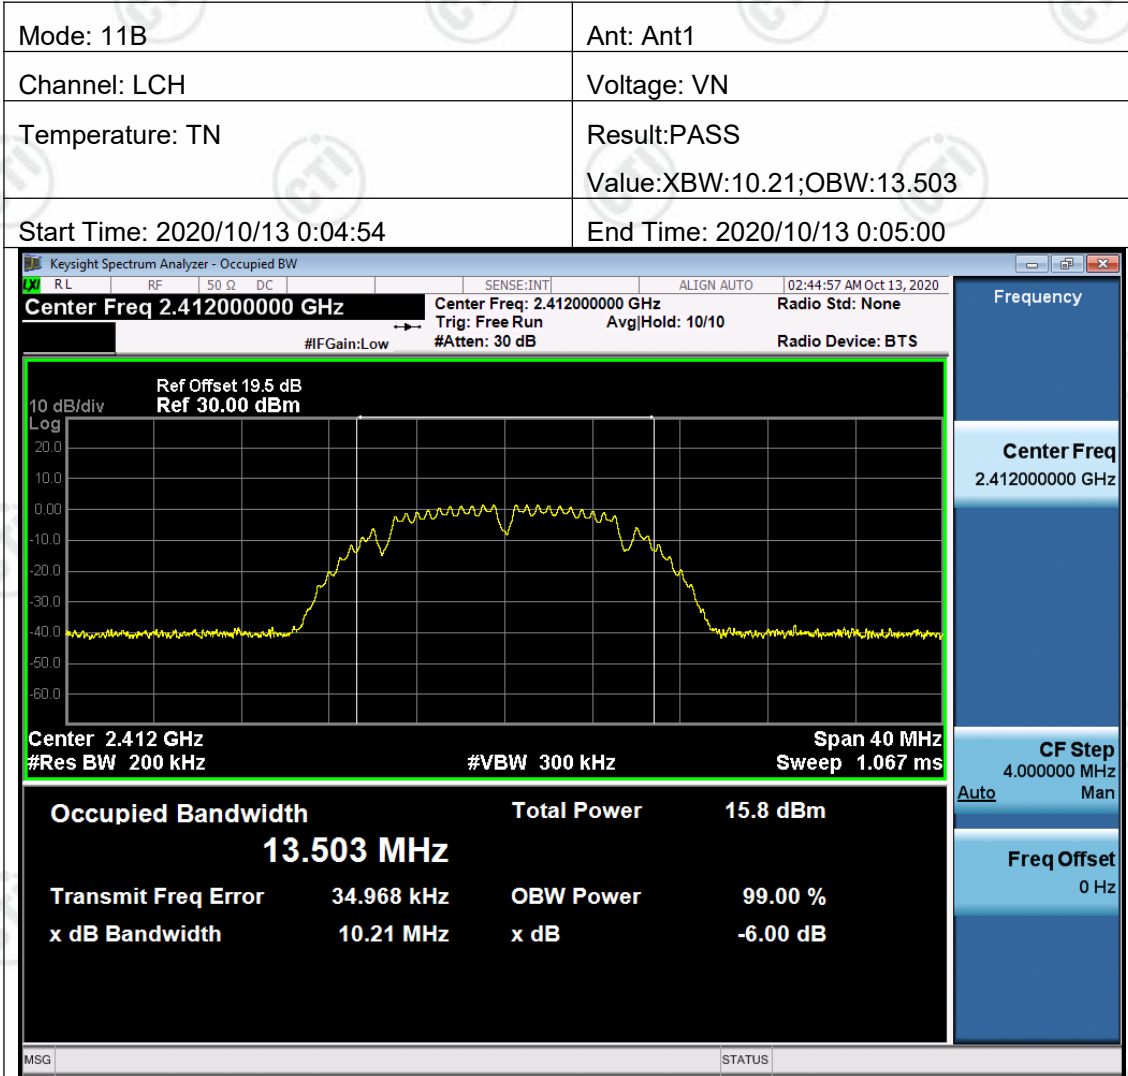 Mode: 11B
Ant: Ant1
Channel: LCH
Voltage: VN
Temperature: TN
Result:PASS
Value:XBW:10.21;OBW:13.503
Start Time: 2020/10/13 0:04:54
End Time: 2020/10/13 0:05:00
Keysight Spectrum Analyzer - Occupied BW
LXI RL RF 50 Ω DC SENSE:INT ALIGN AUTO 02:44:57 AM Oct 13, 2020
Center Freq 2.412000000 GHz
Center Freq: 2.412000000 GHz
Radio Std: None
Trig: Free Run Avg|Hold: 10/10
#IFGain:Low
#Atten: 30 dB
Radio Device: BTS
Ref Offset 19.5 dB
10 dB/div Ref 30.00 dBm
Log
20.0
10.0
0.00
-10.0
-20.0
-30.0
-40.0
-50.0
-60.0
Center 2.412 GHz Span 40 MHz
#Res BW 200 kHz #VBW 300 kHz Sweep 1.067 ms
Occupied Bandwidth Total Power 15.8 dBm
13.503 MHz
Transmit Freq Error 34.968 kHz OBW Power 99.00 %
x dB Bandwidth 10.21 MHz x dB -6.00 dB
MSG STATUS
Frequency
Center Freq
2.412000000 GHz
CF Step
4.000000 MHz
Auto Man
Freq Offset
0 Hz
CTI
CTI